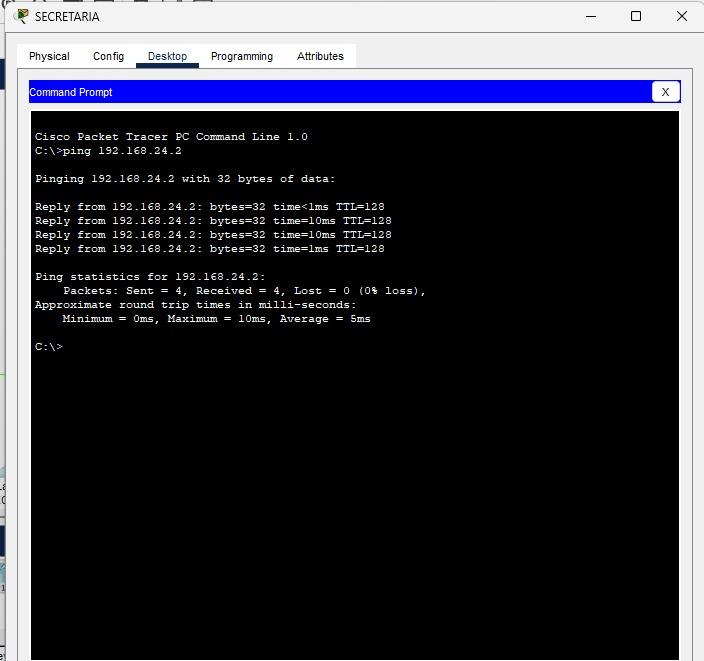 SECRETARIA
Physical Config Desktop Programming Attributes
Command Prompt X
Cisco Packet Tracer PC Command Line 1.0
C:\>ping 192.168.24.2
Pinging 192.168.24.2 with 32 bytes of data:
Reply from 192.168.24.2: bytes=32 time<1ms TTL=128
Reply from 192.168.24.2: bytes=32 time=10ms TTL=128
Reply from 192.168.24.2: bytes=32 time=10ms TTL=128
Reply from 192.168.24.2: bytes=32 time=1ms TTL=128
Ping statistics for 192.168.24.2:
Packets: Sent = 4, Received = 4, Lost = 0 (0% loss),
Approximate round trip times in milli-seconds:
Minimum = 0ms, Maximum = 10ms, Average = 5ms
C:\>